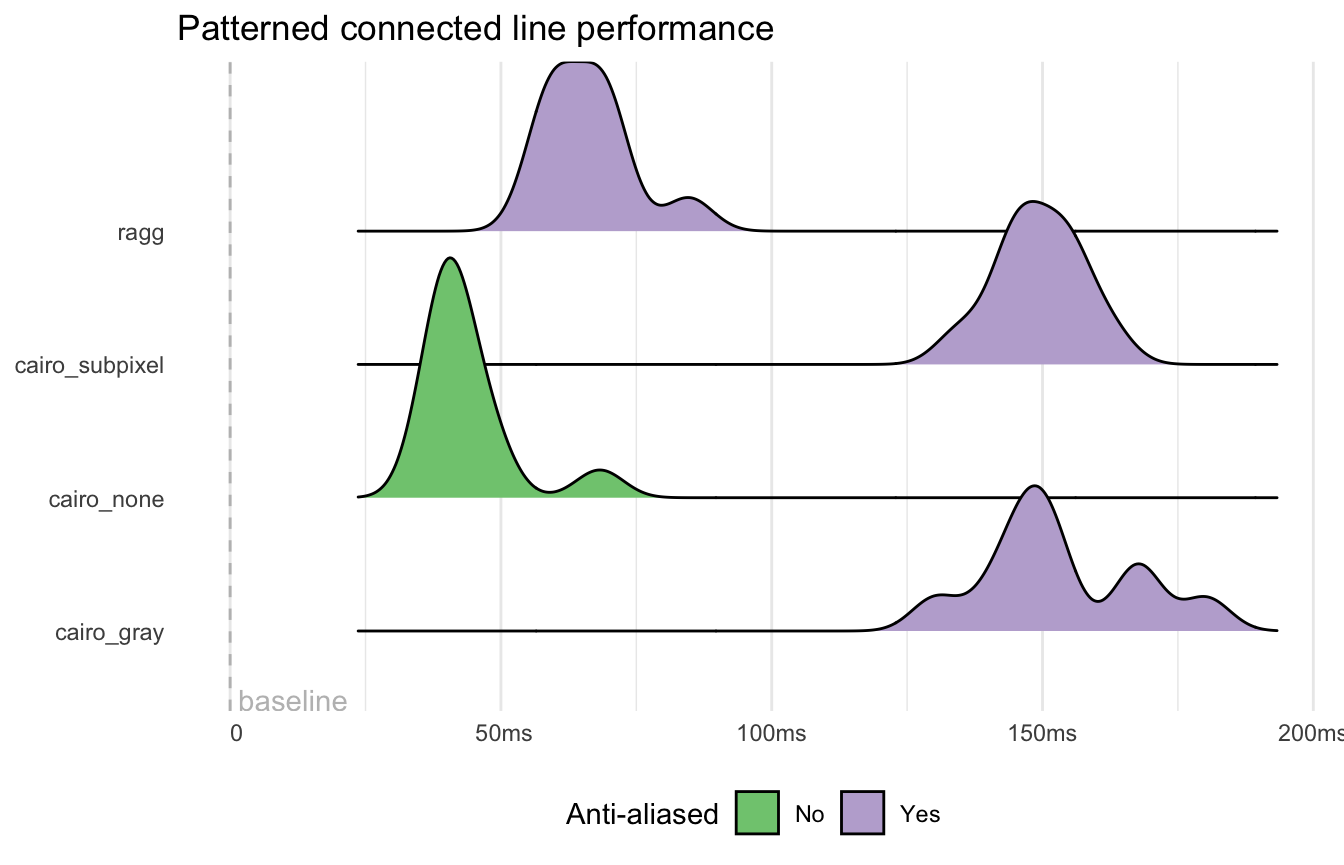 Patterned connected line performance
ragg
cairo_subpixel
cairo_none
cairo_gray
baseline
0 50ms 100ms 150ms 200ms
Anti-aliased No Yes